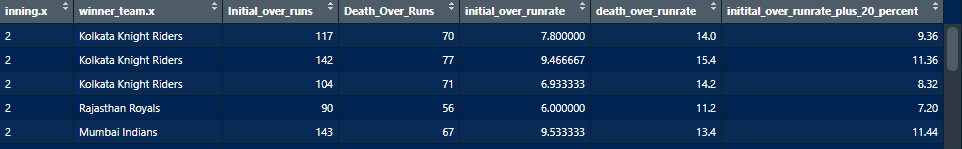 inning.x winner_team.x Initial_over_runs Death_Over_Runs initial_over_runrate death_over_runrate initital_over_runrate_plus_20_percent
2 Kolkata Knight Riders 117 70 7.800000 14.0 9.36
2 Kolkata Knight Riders 142 77 9.466667 15.4 11.36
2 Kolkata Knight Riders 104 71 6.933333 14.2 8.32
2 Rajasthan Royals 90 56 6.000000 11.2 7.20
2 Mumbai Indians 143 67 9.533333 13.4 11.44